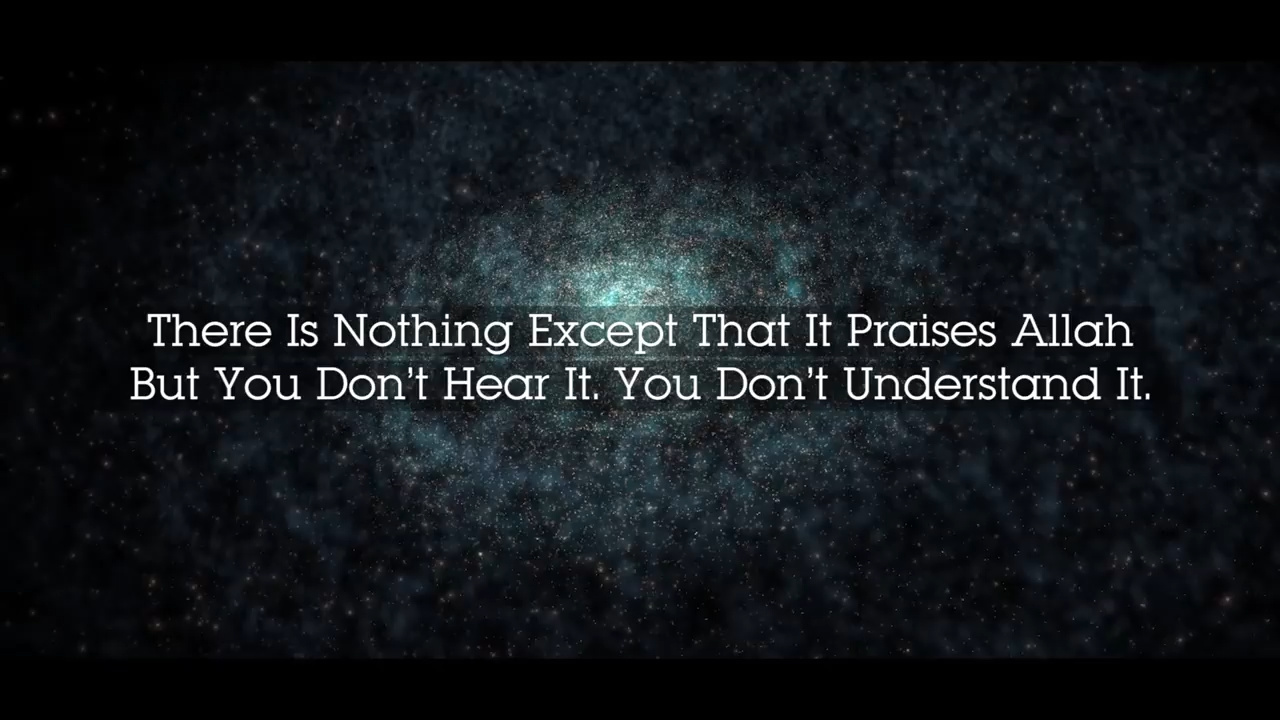 There Is Nothing Except That It Praises Allah
But You Don’t Hear It. You Don’t Understand It.